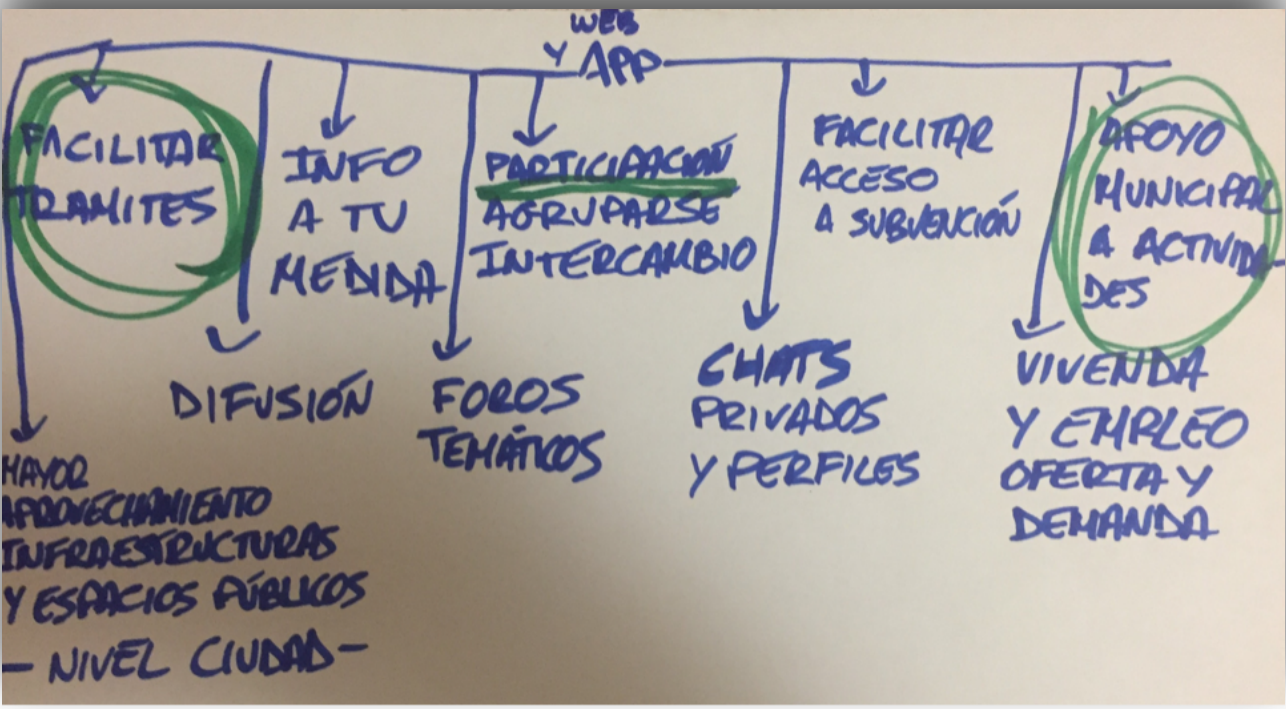 WEB
Y APP
FACILITAR
TRAMITES
INFO
A TU
MEDIDA
PARTICIPACIÓN
AGRUPARSE
INTERCAMBIO
FACILITAR
ACCESO
A SUBVENCIÓN
APOYO
MUNICIPAL
A ACTIVIDA-
DES
MAYOR
APROVECHAMIENTO
INFRAESTRUCTURAS
Y ESPACIOS PÚBLICOS
- NIVEL CIUDAD -
DIFUSIÓN
FOROS
TEMÁTICOS
CHATS
PRIVADOS
Y PERFILES
VIVENDA
Y EMPLEO
OFERTA Y
DEMANDA